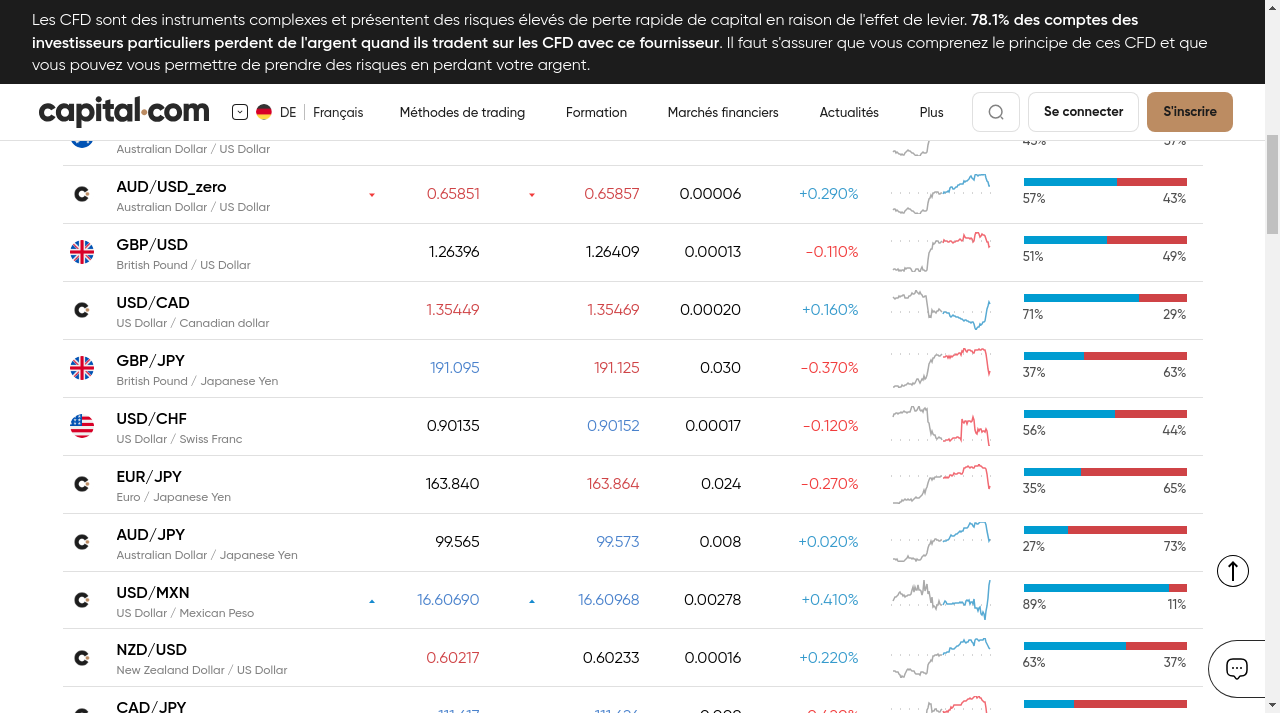 Les CFD sont des instruments complexes et présentent des risques élevés de perte rapide de capital en raison de l'effet de levier. 78.1% des comptes des
investisseurs particuliers perdent de l'argent quand ils tradent sur les CFD avec ce fournisseur. Il faut s'assurer que vous comprenez le principe de ces CFD et que
vous pouvez vous permettre de prendre des risques en perdant votre argent.
capital.com DE Français Méthodes de trading Formation Marchés financiers Actualités Plus Se connecter S'inscrire
Australian Dollar / US Dollar
AUD/USD_zero 0.65851 0.65857 0.00006 +0.290%
Australian Dollar / US Dollar 57% 43%
GBP/USD 1.26396 1.26409 0.00013 -0.110%
British Pound / US Dollar 51% 49%
USD/CAD 1.35449 1.35469 0.00020 +0.160%
US Dollar / Canadian dollar 71% 29%
GBP/JPY 191.095 191.125 0.030 -0.370%
British Pound / Japanese Yen 37% 63%
USD/CHF 0.90135 0.90152 0.00017 -0.120%
US Dollar / Swiss Franc 56% 44%
EUR/JPY 163.840 163.864 0.024 -0.270%
Euro / Japanese Yen 35% 65%
AUD/JPY 99.565 99.573 0.008 +0.020%
Australian Dollar / Japanese Yen 27% 73%
USD/MXN 16.60690 16.60968 0.00278 +0.410%
US Dollar / Mexican Peso 89% 11%
NZD/USD 0.60217 0.60233 0.00016 +0.220%
New Zealand Dollar / US Dollar 63% 37%
CAD/JPY